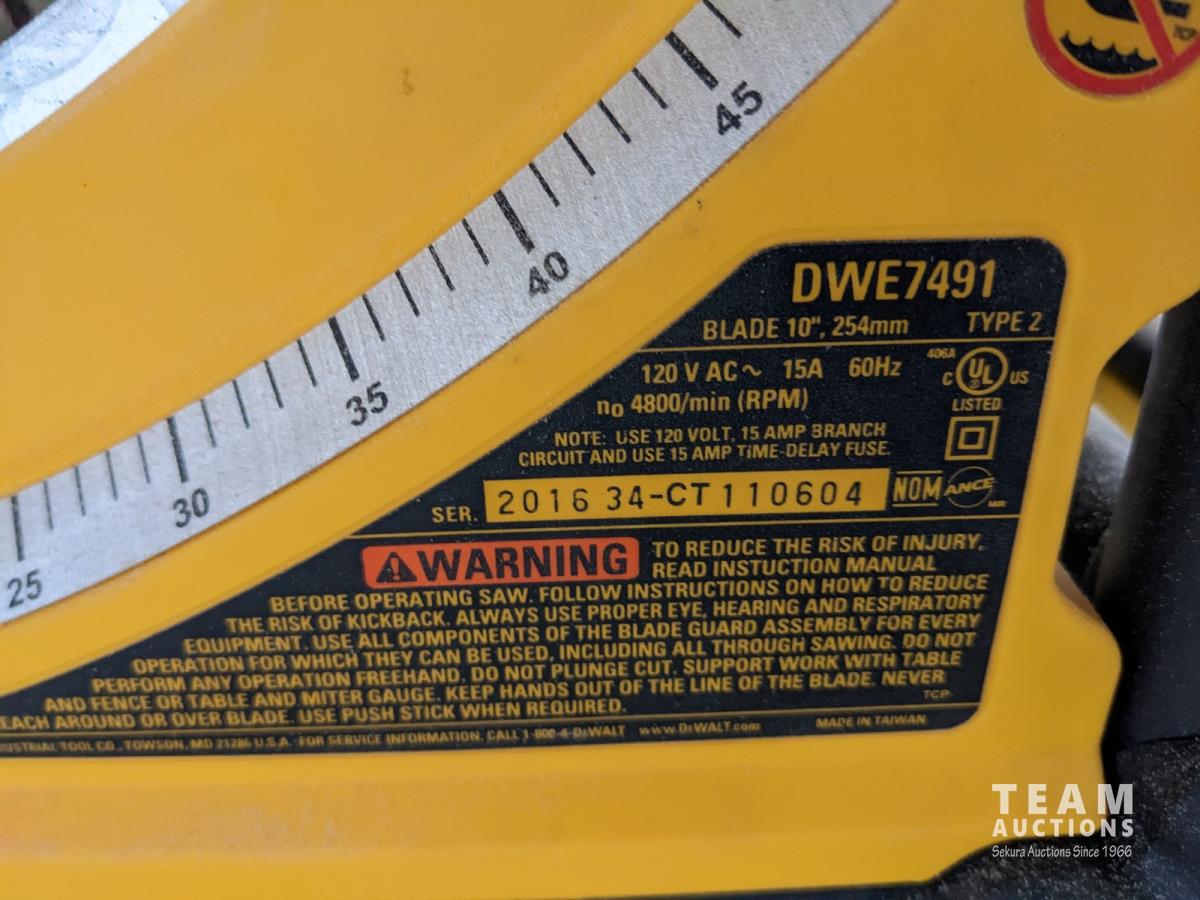 TCP
45
40
35
30
25
DWE7491
BLADE 10", 254mm TYPE 2
120 V AC~ 15A 60Hz
406A
C UL US
LISTED
n₀ 4800/min (RPM)
NOTE: USE 120 VOLT, 15 AMP BRANCH
CIRCUIT AND USE 15 AMP TIME-DELAY FUSE.
SER. 2016 34-CT 110604 NOM ANCE
MR
WARNING TO REDUCE THE RISK OF INJURY,
READ INSTUCTION MANUAL
BEFORE OPERATING SAW. FOLLOW INSTRUCTIONS ON HOW TO REDUCE
THE RISK OF KICKBACK. ALWAYS USE PROPER EYE, HEARING AND RESPIRATORY
EQUIPMENT. USE ALL COMPONENTS OF THE BLADE GUARD ASSEMBLY FOR EVERY
OPERATION FOR WHICH THEY CAN BE USED, INCLUDING ALL THROUGH SAWING. DO NOT
PERFORM ANY OPERATION FREEHAND. DO NOT PLUNGE CUT. SUPPORT WORK WITH TABLE
AND FENCE OR TABLE AND MITER GAUGE. KEEP HANDS OUT OF THE LINE OF THE BLADE. NEVER
EACH AROUND OR OVER BLADE. USE PUSH STICK WHEN REQUIRED.
TCP
USTRIAL TOOL CO., TOWSON, MD 21286 U.S.A. FOR SERVICE INFORMATION, CALL 1-800-4-DeWALT www.DeWALT.com MADE IN TAIWAN
TEAM
AUCTIONS
Sekura Auctions Since 1966